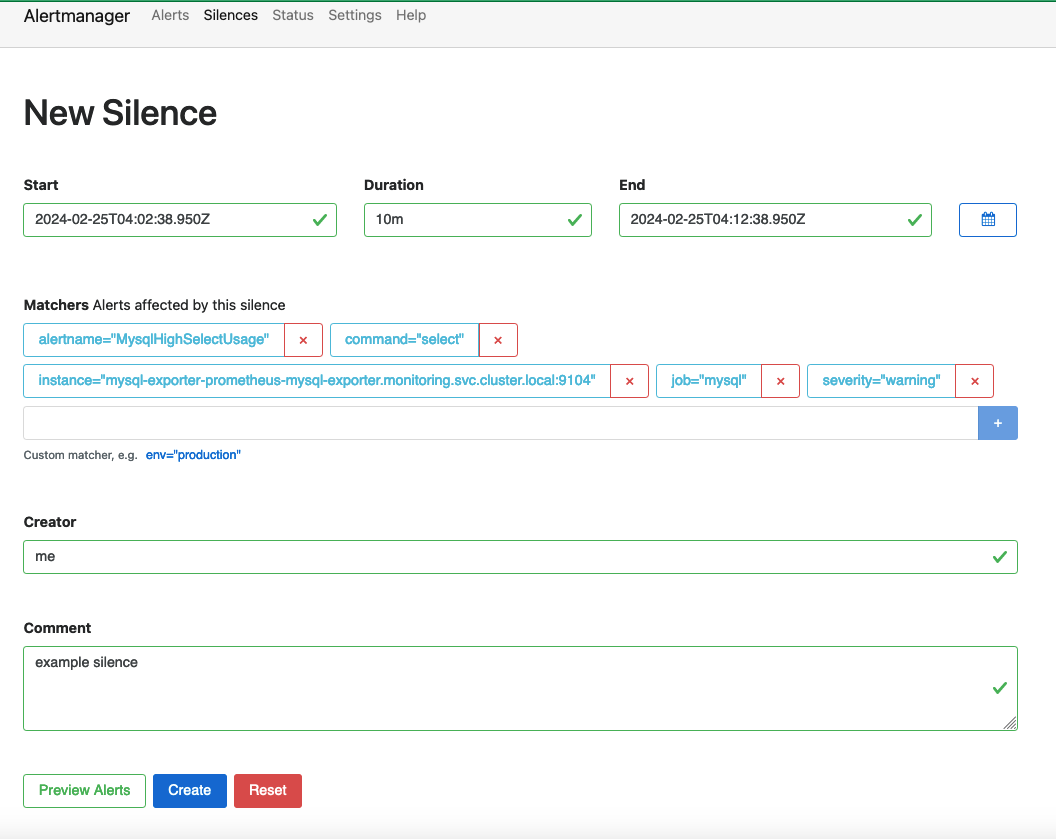 Alertmanager Alerts Silences Status Settings Help
New Silence
Start Duration End
2024-02-25T04:02:38.950Z 10m 2024-02-25T04:12:38.950Z
Matchers Alerts affected by this silence
alertname="MysqlHighSelectUsage" × command="select" ×
instance="mysql-exporter-prometheus-mysql-exporter.monitoring.svc.cluster.local:9104" × job="mysql" × severity="warning" ×
+
Custom matcher, e.g. env="production"
Creator
me
Comment
example silence
Preview Alerts Create Reset